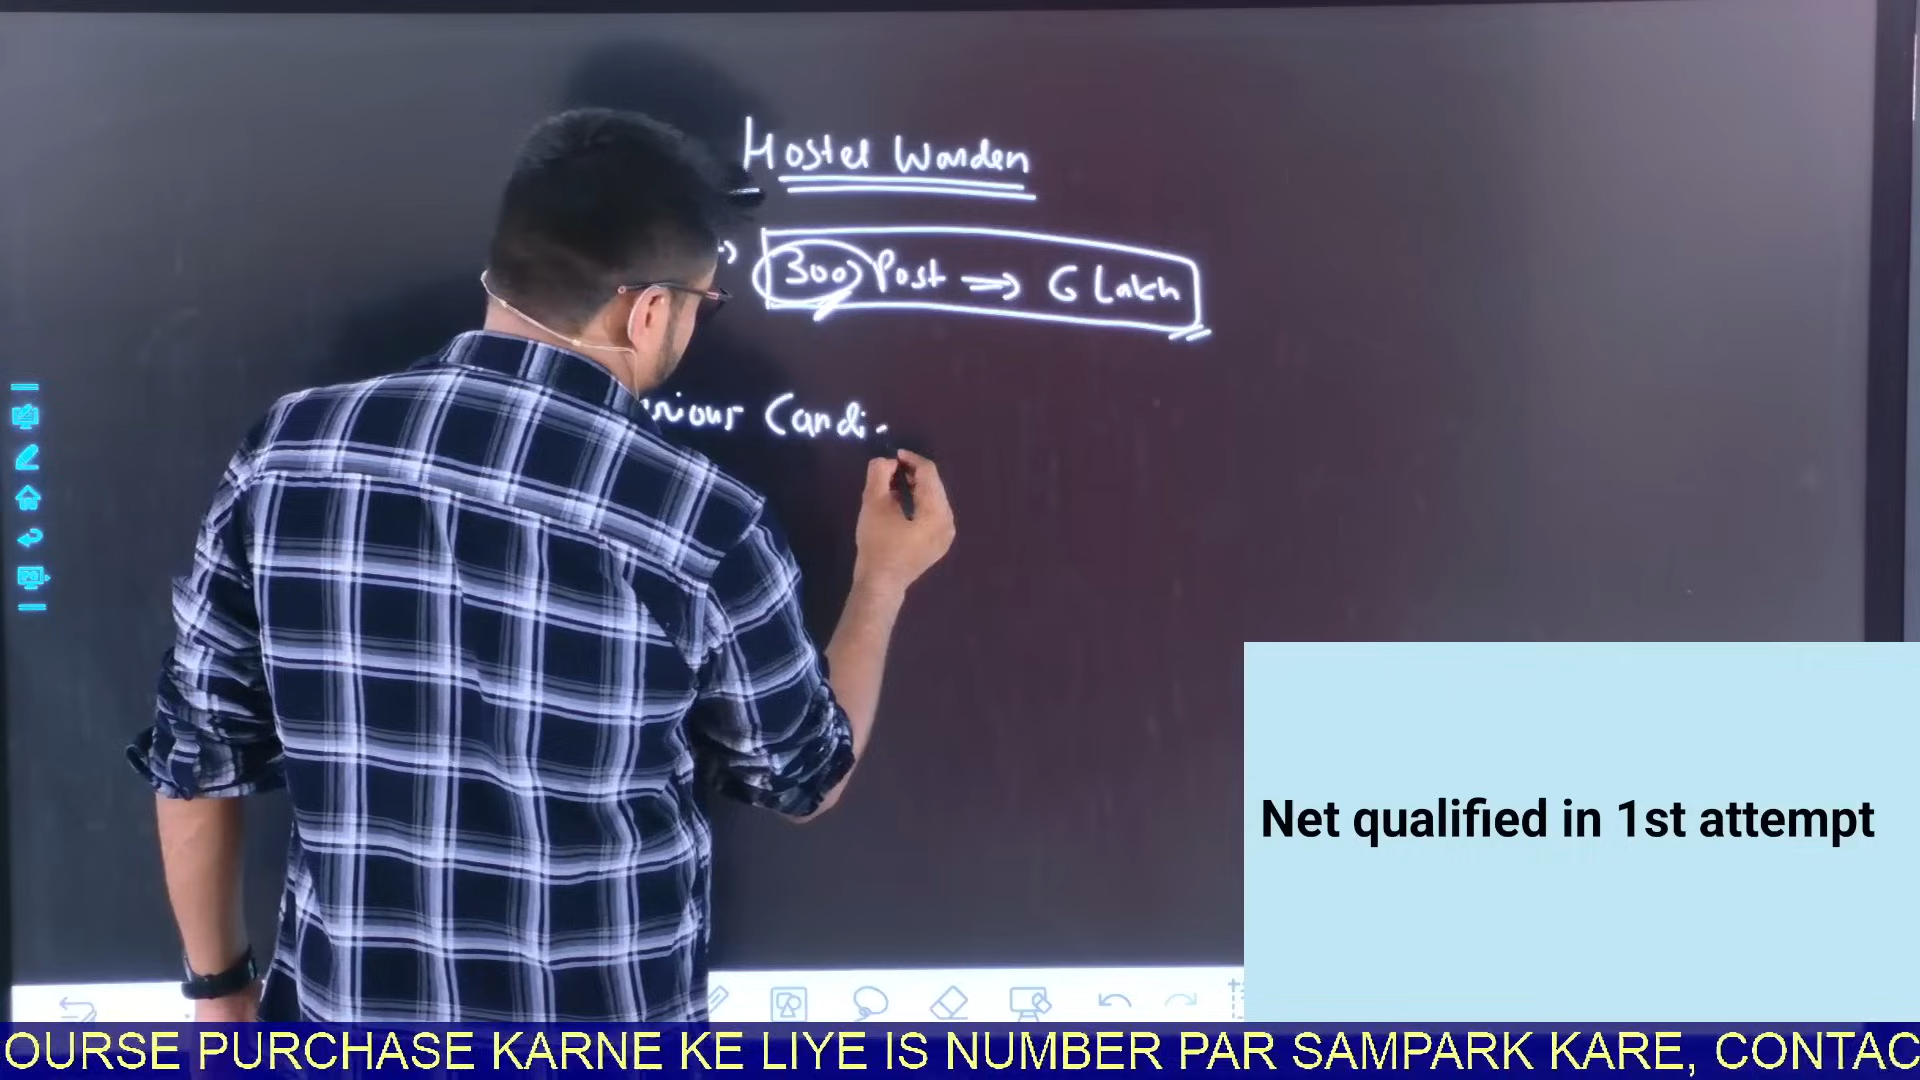 Hostel Warden
300 Post ⇒ 6 Lakh
Candi
Net qualified in 1st attempt
OURSE PURCHASE KARNE KE LIYE IS NUMBER PAR SAMPARK KARE, CONTAC